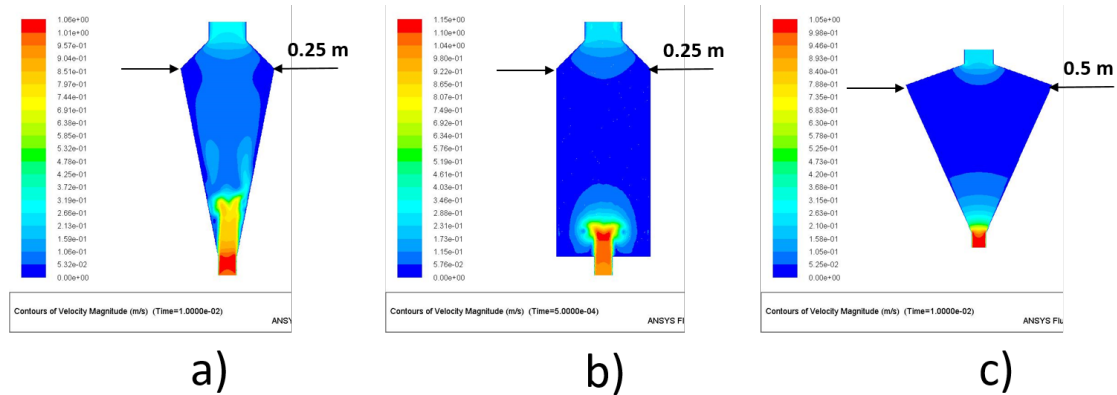 1.06e+00
1.01e+00
9.57e-01
9.04e-01
8.51e-01
7.97e-01
7.44e-01
6.91e-01
6.38e-01
5.85e-01
5.32e-01
4.78e-01
4.25e-01
3.72e-01
3.19e-01
2.66e-01
2.13e-01
1.59e-01
1.06e-01
5.32e-02
0.00e+00
0.25 m
Contours of Velocity Magnitude (m/s) (Time=1.0000e-02)
ANSY
a)
1.15e+00
1.10e+00
1.04e+00
9.80e-01
9.22e-01
8.65e-01
8.07e-01
7.49e-01
6.92e-01
6.34e-01
5.76e-01
5.19e-01
4.61e-01
4.03e-01
3.46e-01
2.88e-01
2.31e-01
1.73e-01
1.15e-01
5.76e-02
0.00e+00
0.25 m
Contours of Velocity Magnitude (m/s) (Time=5.0000e-04)
ANSYS Fl
b)
1.05e+00
9.98e-01
9.46e-01
8.93e-01
8.40e-01
7.88e-01
7.35e-01
6.83e-01
6.30e-01
5.78e-01
5.25e-01
4.73e-01
4.20e-01
3.68e-01
3.15e-01
2.63e-01
2.10e-01
1.58e-01
1.05e-01
5.25e-02
0.00e+00
0.5 m
Contours of Velocity Magnitude (m/s) (Time=1.0000e-02)
ANSYS Flu
c)